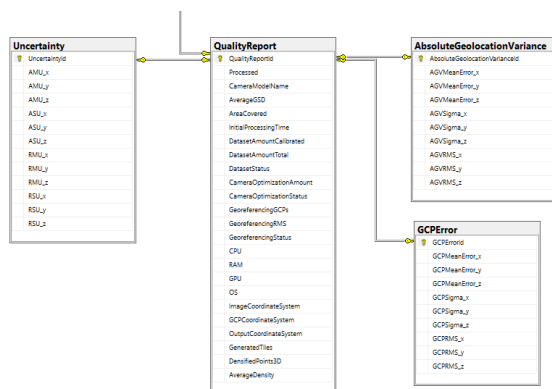 Uncertainty
UncertaintyId
AMU_x
AMU_y
AMU_z
ASU_x
ASU_y
ASU_z
RMU_x
RMU_y
RMU_z
RSU_x
RSU_y
RSU_z
QualityReport
QualityReportId
Processed
CameraModelName
AverageGSD
AreaCovered
InitialProcessingTime
DatasetAmountCalibrated
DatasetAmountTotal
DatasetStatus
CameraOptimizationAmount
CameraOptimizationStatus
GeoreferencingGCPs
GeoreferencingRMS
GeoreferencingStatus
CPU
RAM
GPU
OS
ImageCoordinateSystem
GCPCoordinateSystem
OutputCoordinateSystem
GeneratedTiles
DensifiedPoints3D
AverageDensity
AbsoluteGeolocationVariance
AbsoluteGeolocationVarianceId
AGVMeanError_x
AGVMeanError_y
AGVMeanError_z
AGVSigma_x
AGVSigma_y
AGVSigma_z
AGVRMS_x
AGVRMS_y
AGVRMS_z
GCPError
GCPErrorId
GCPMeanError_x
GCPMeanError_y
GCPMeanError_z
GCPSigma_x
GCPSigma_y
GCPSigma_z
GCPRMS_x
GCPRMS_y
GCPRMS_z